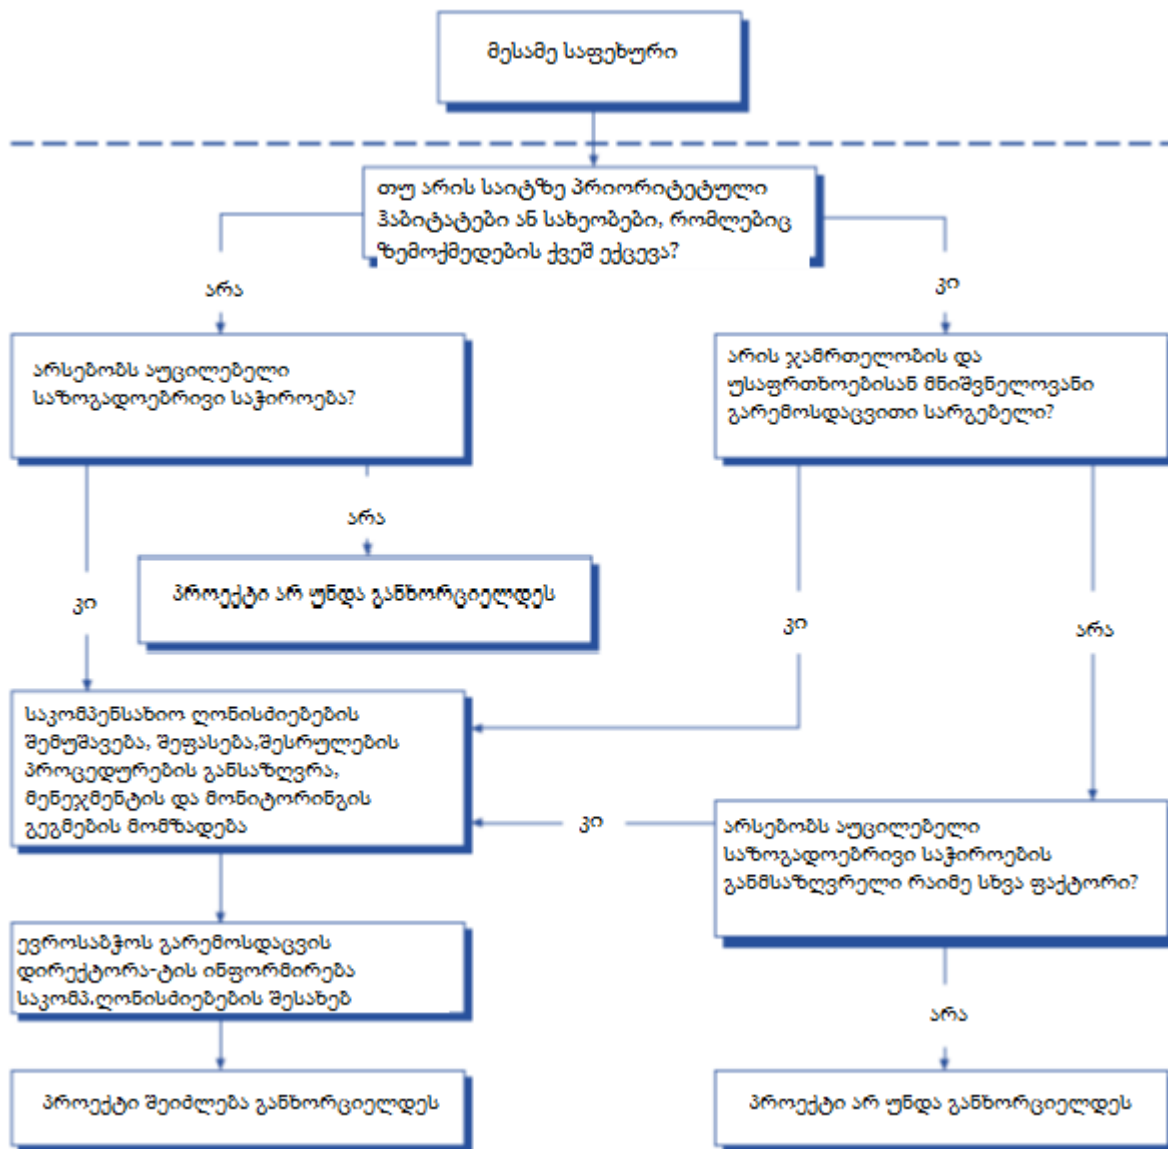 მესამე საფეხური
თუ არის საიტზე პრიორიტეტული
ჰაბიტატები ან სახეობები, რომლებიც
ზემოქმედების ქვეშ ექცევა?
არა
კი
არსებობს აუცილებელი
საზოგადოებრივი საჭიროება?
არის ჯამრთელობის და
უსაფრთხოებისან მნიშვნელოვანი
გარემოსდაცვითი სარგებელი?
არა
პროექტი არ უნდა განხორციელდეს
კი
კი
არა
საკომპენსახიო ღონისძიებების
შემუშავება, შეფასება,შესრულების
პროცედურების განსაზღვრა,
მენეჯმენტის და მონიტორინგის
გეგმების მომზადება
კი
არსებობს აუცილებელი
საზოგადოებრივი საჭიროების
განმსაზღვრელი რაიმე სხვა ფაქტორი?
ევროსაბჭოს გარემოსდაცვის
დირექტორა-ტის ინფორმირება
საკომპ.ღონისძიებების შესახებ
არა
პროექტი შეიძლება განხორციელდეს
პროექტი არ უნდა განხორციელდეს